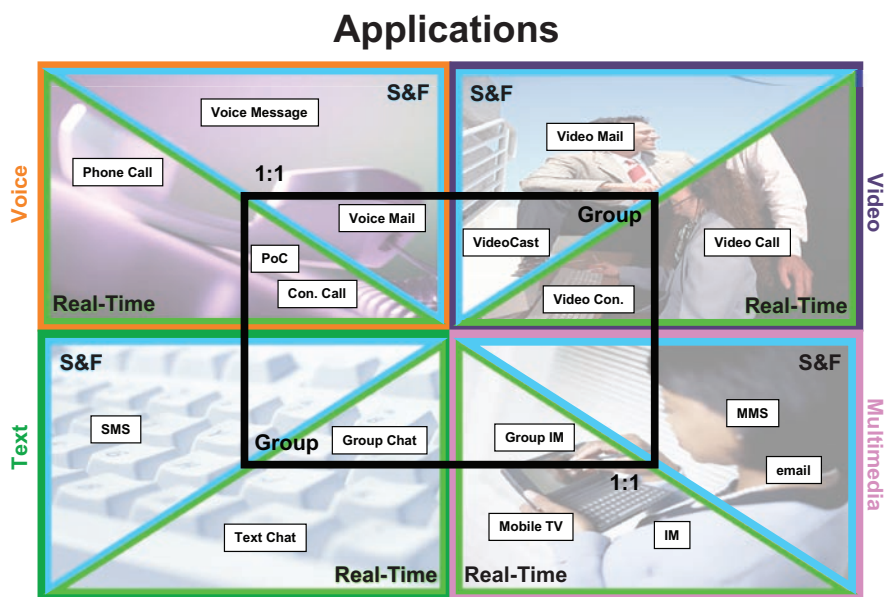 Applications
Voice
S&F
Voice Message
Phone Call
1:1
Voice Mail
PoC
Con. Call
Real-Time
Video
S&F
Video Mail
Group
VideoCast
Video Call
Video Con.
Real-Time
Text
S&F
SMS
Group
Group Chat
Text Chat
Real-Time
Multimedia
S&F
MMS
Group IM
email
1:1
Mobile TV
IM
Real-Time